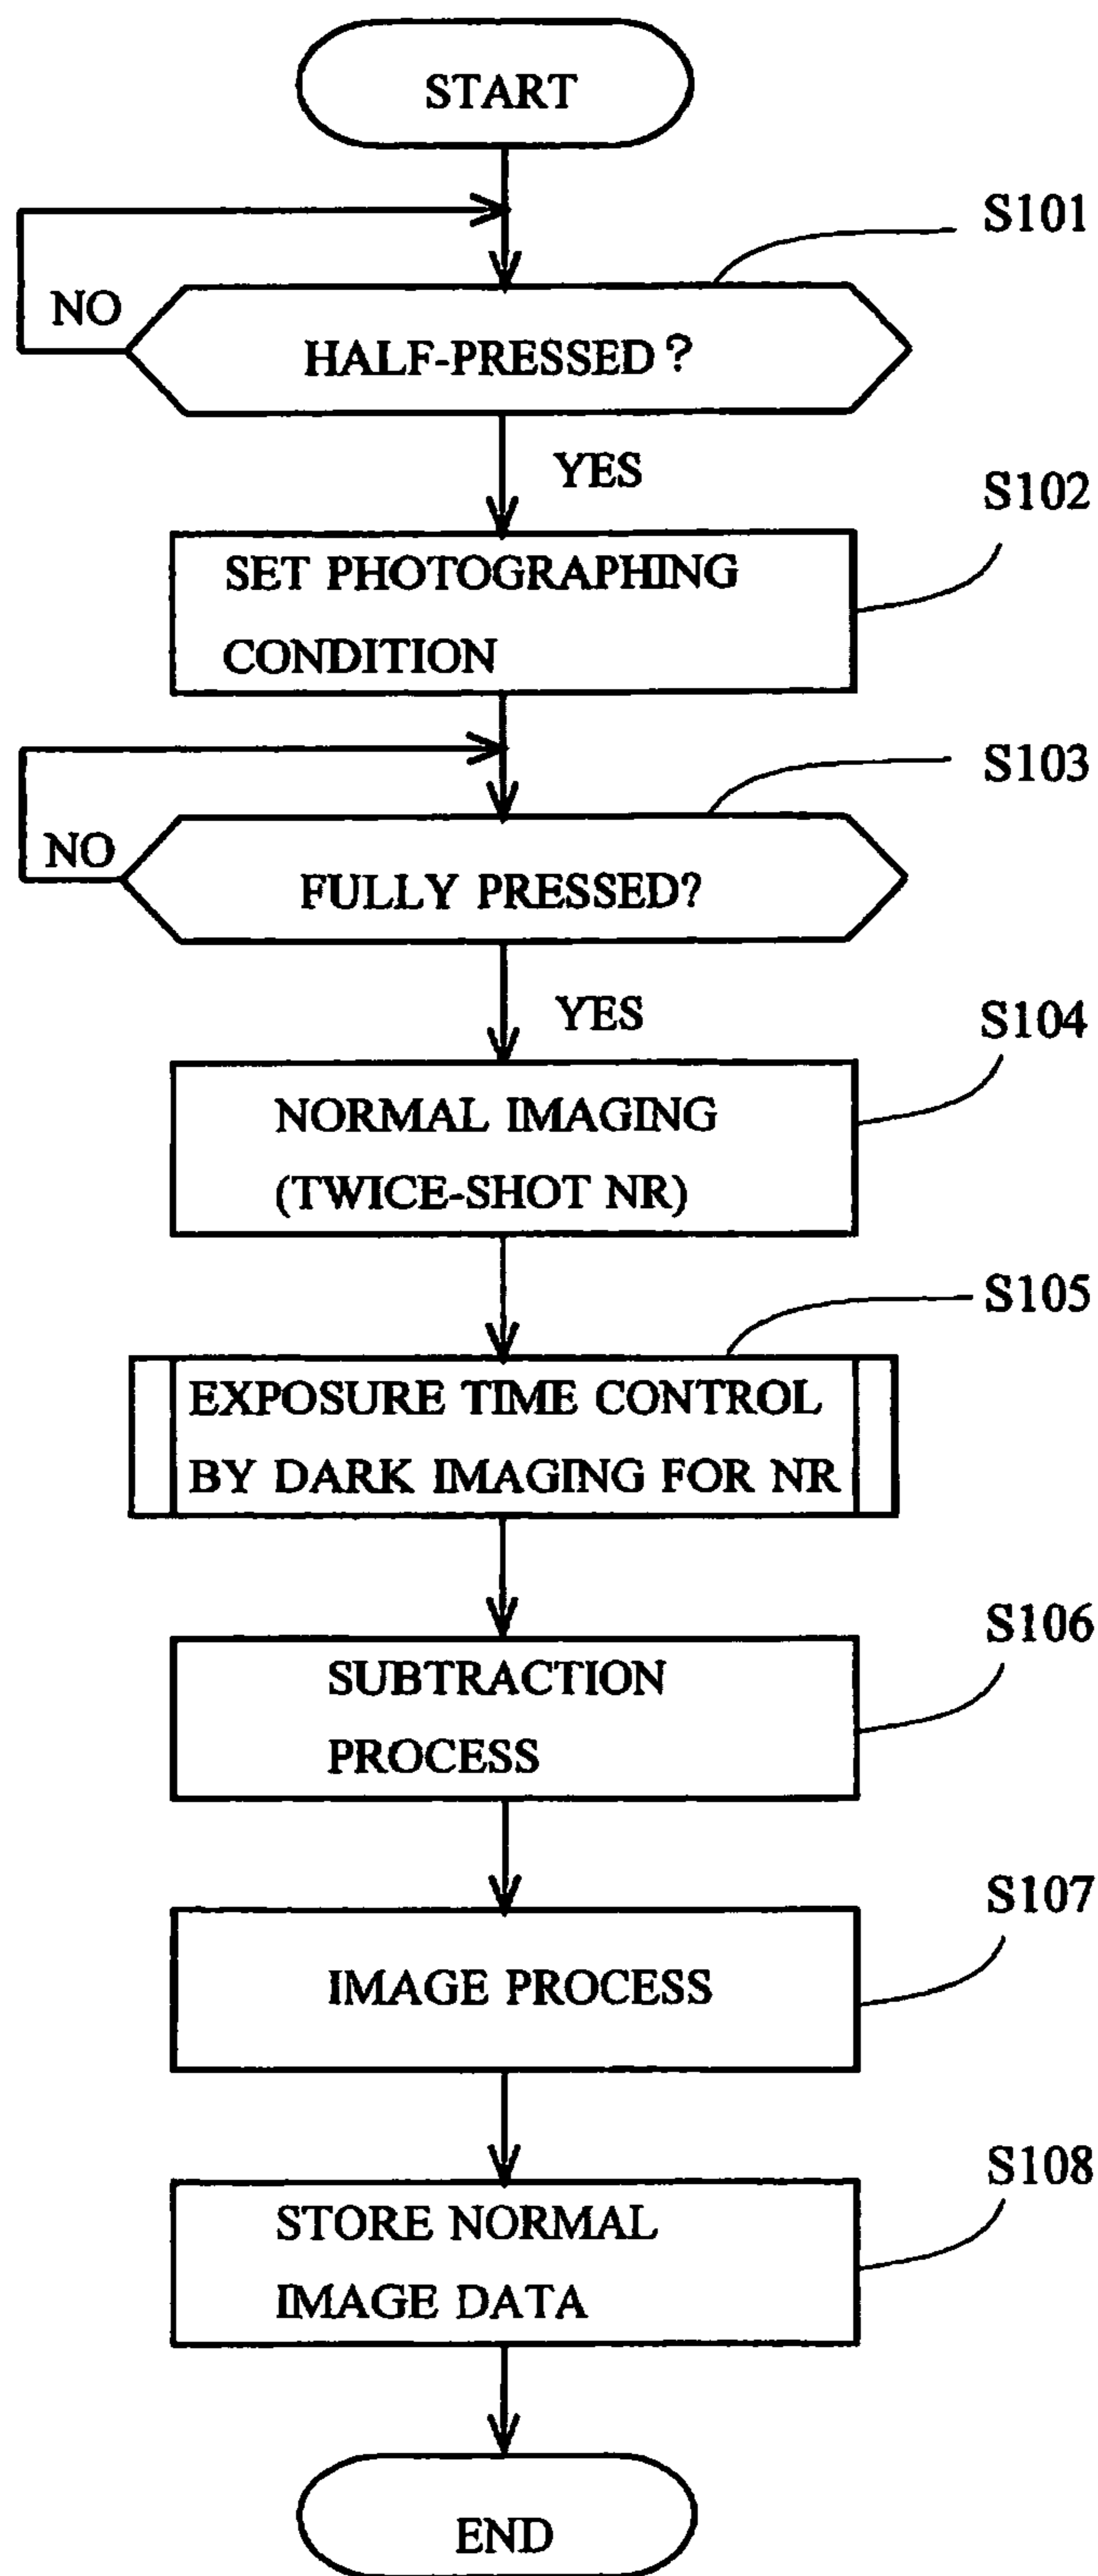 START
S101
NO
HALF-PRESSED?
YES
S102
SET PHOTOGRAPHING
CONDITION
S103
NO
FULLY PRESSED?
YES
S104
NORMAL IMAGING
(TWICE-SHOT NR)
S105
EXPOSURE TIME CONTROL
BY DARK IMAGING FOR NR
S106
SUBTRACTION
PROCESS
S107
IMAGE PROCESS
S108
STORE NORMAL
IMAGE DATA
END